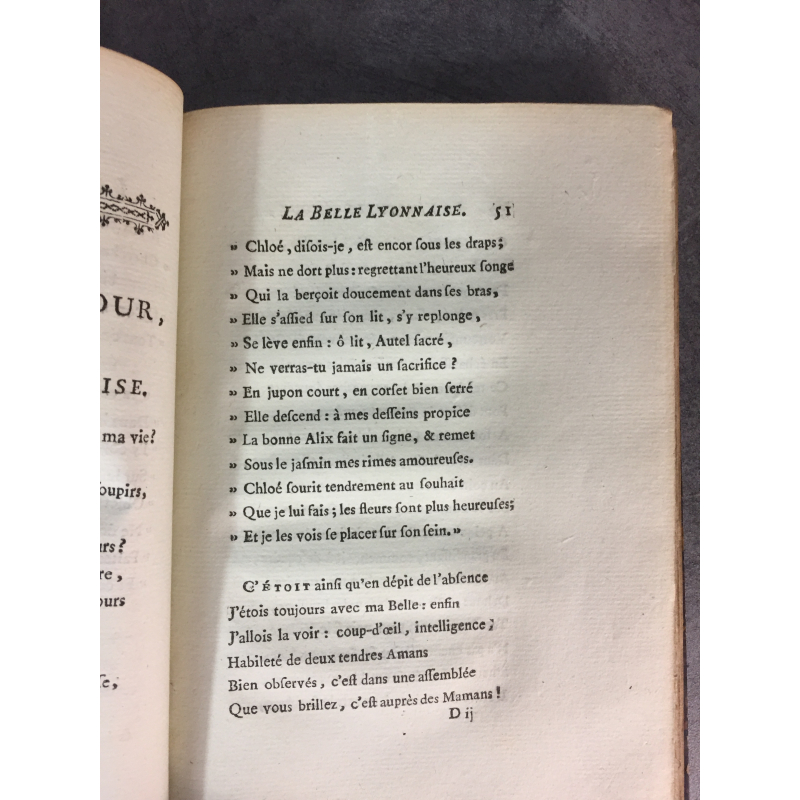 OUR,
ISE.
ma vie?
ſoupirs,
urs?
re,
ours
ſe,
LA BELLE LYONNAISE. 51
» Chloé, diſois-je, eſt encor ſous les draps;
» Mais ne dort plus: regrettant l'heureux ſonge
» Qui la berçoit doucement dans ſes bras,
» Elle s'aſſied ſur ſon lit, s'y replonge,
» Se lève enfin: ô lit, Autel ſacré,
» Ne verras-tu jamais un ſacrifice?
» En jupon court, en corſet bien ſerré
» Elle deſcend: à mes deſſeins propice
» La bonne Alix fait un ſigne, & remet
» Sous le jaſmin mes rimes amoureuſes.
» Chloé ſourit tendrement au ſouhait
» Que je lui fais; les fleurs ſont plus heureuſes;
» Et je les vois ſe placer ſur ſon ſein.»
C'ÉTOIT ainſi qu'en dépit de l'abſence
J'étois toujours avec ma Belle: enfin
J'allois la voir: coup-d'œil, intelligence;
Habileté de deux tendres Amans
Bien obſervés, c'eſt dans une aſſemblée
Que vous brillez, c'eſt auprès des Mamans!
D ij